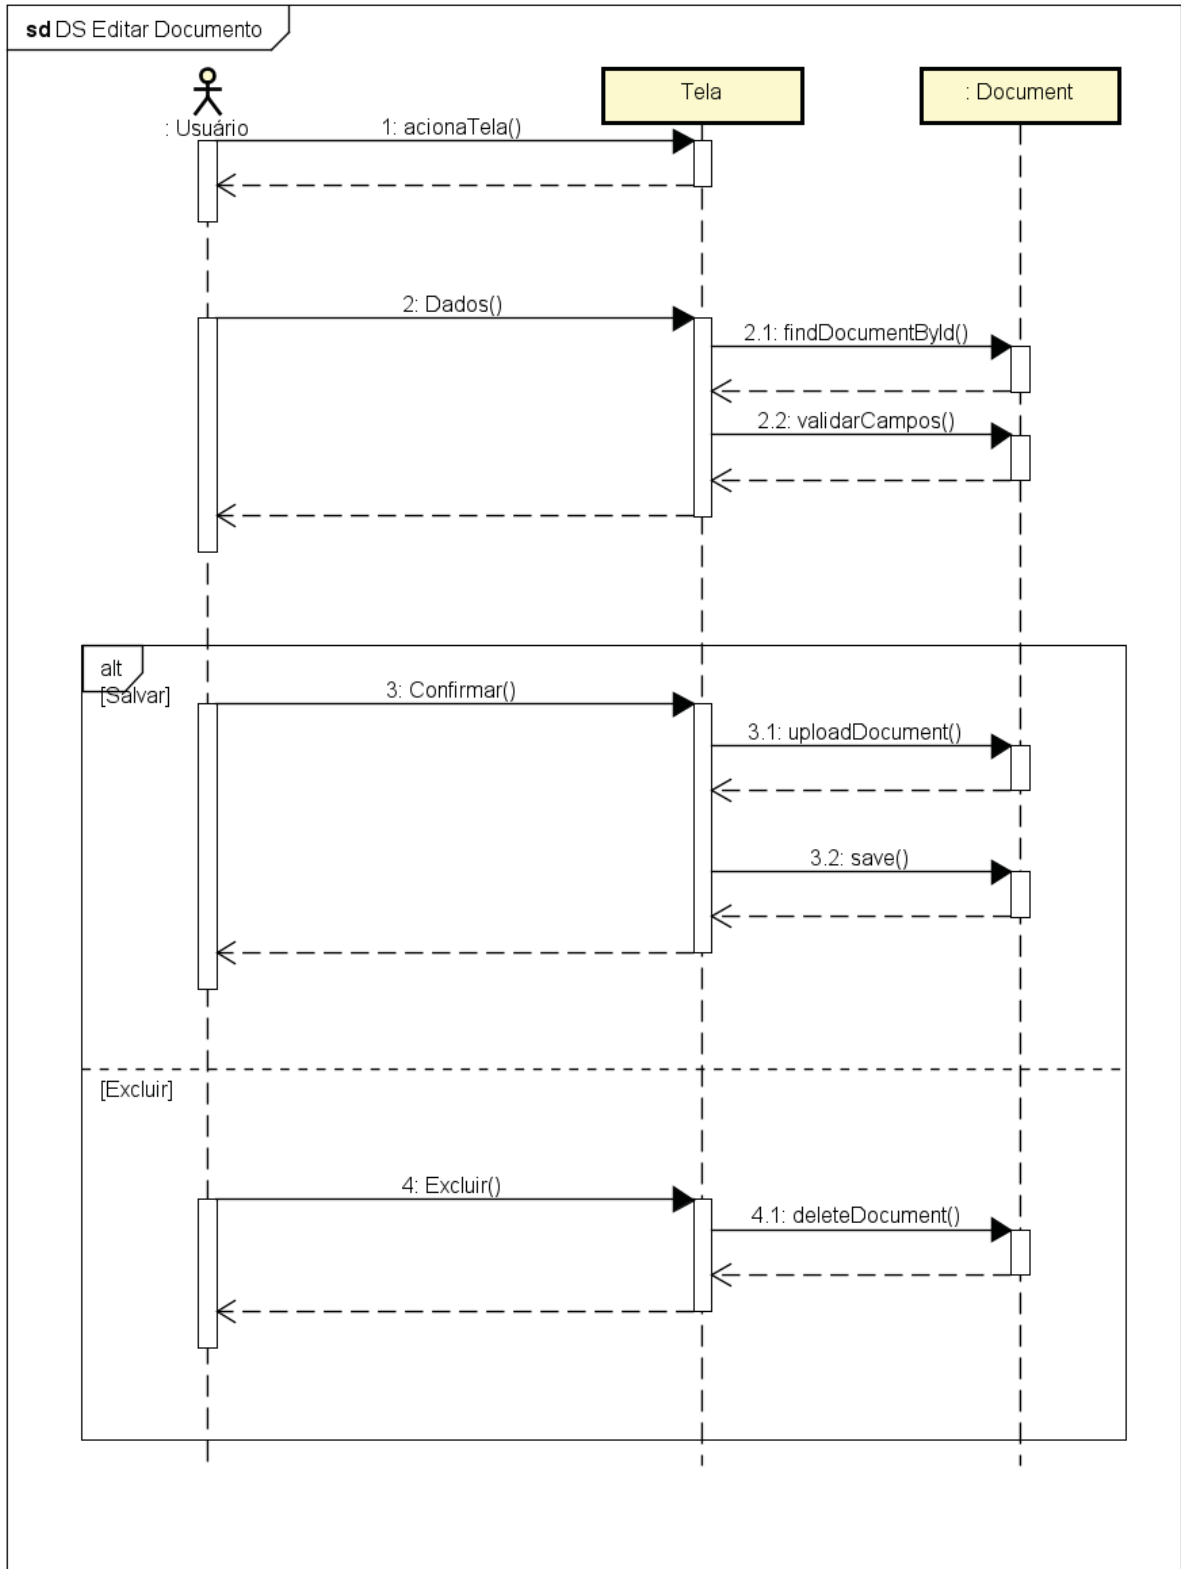 sd DS Editar Documento
Tela
: Document
: Usuário
1: acionaTela()
2: Dados()
2.1: findDocumentById()
2.2: validarCampos()
alt
[Salvar]
3: Confirmar()
3.1: uploadDocument()
3.2: save()
[Excluir]
4: Excluir()
4.1: deleteDocument()